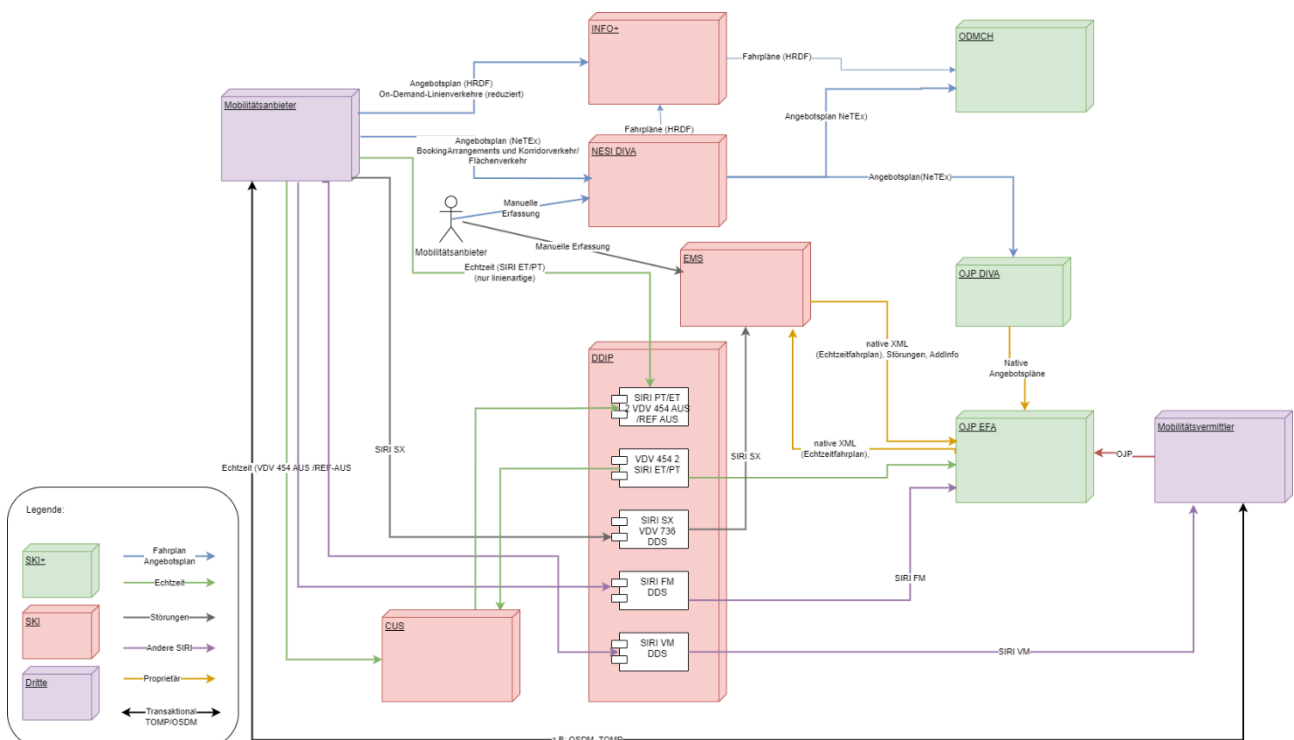 INFO+
ODMCH
Fahrpläne (HRDF)
Angebotsplan (HRDF)
On-Demand-Linienverkehre (reduziert)
Mobilitätsanbieter
Fahrpläne (HRDF)
Angebotsplan NeTEx)
Angebotsplan (NeTEx)
BookingArrangements und Korridorverkehr/
Flächenverkehr
NESI DIVA
Angebotsplan(NeTEx)
Manuelle
Erfassung
Mobilitätsanbieter
Manuelle Erfassung
EMS
OJP DIVA
Echtzeit (SIRI ET/PT)
(nur linienartige)
native XML
(Echtzeitfahrplan), Störungen, AddInfo
Native
Angebotspläne
DDIP
SIRI PT/ET
2 VDV 454 AUS
/REF AUS
OJP EFA
Mobilitätsvermittler
SIRI SX
SIRI SX
native XML
(Echtzeitfahrplan),
OJP
VDV 454 2
SIRI ET/PT
Echtzeit (VDV 454 AUS /REF-AUS
SIRI SX
VDV 736
DDS
SIRI FM
DDS
SIRI FM
CUS
SIRI VM
DDS
SIRI VM
Legende:
SKI+
Fahrplan
Angebotsplan
Echtzeit
SKI
Störungen
Andere SIRI
Dritte
Proprietär
Transaktional
TOMP/OSDM
z.B. OSDM, TOMP